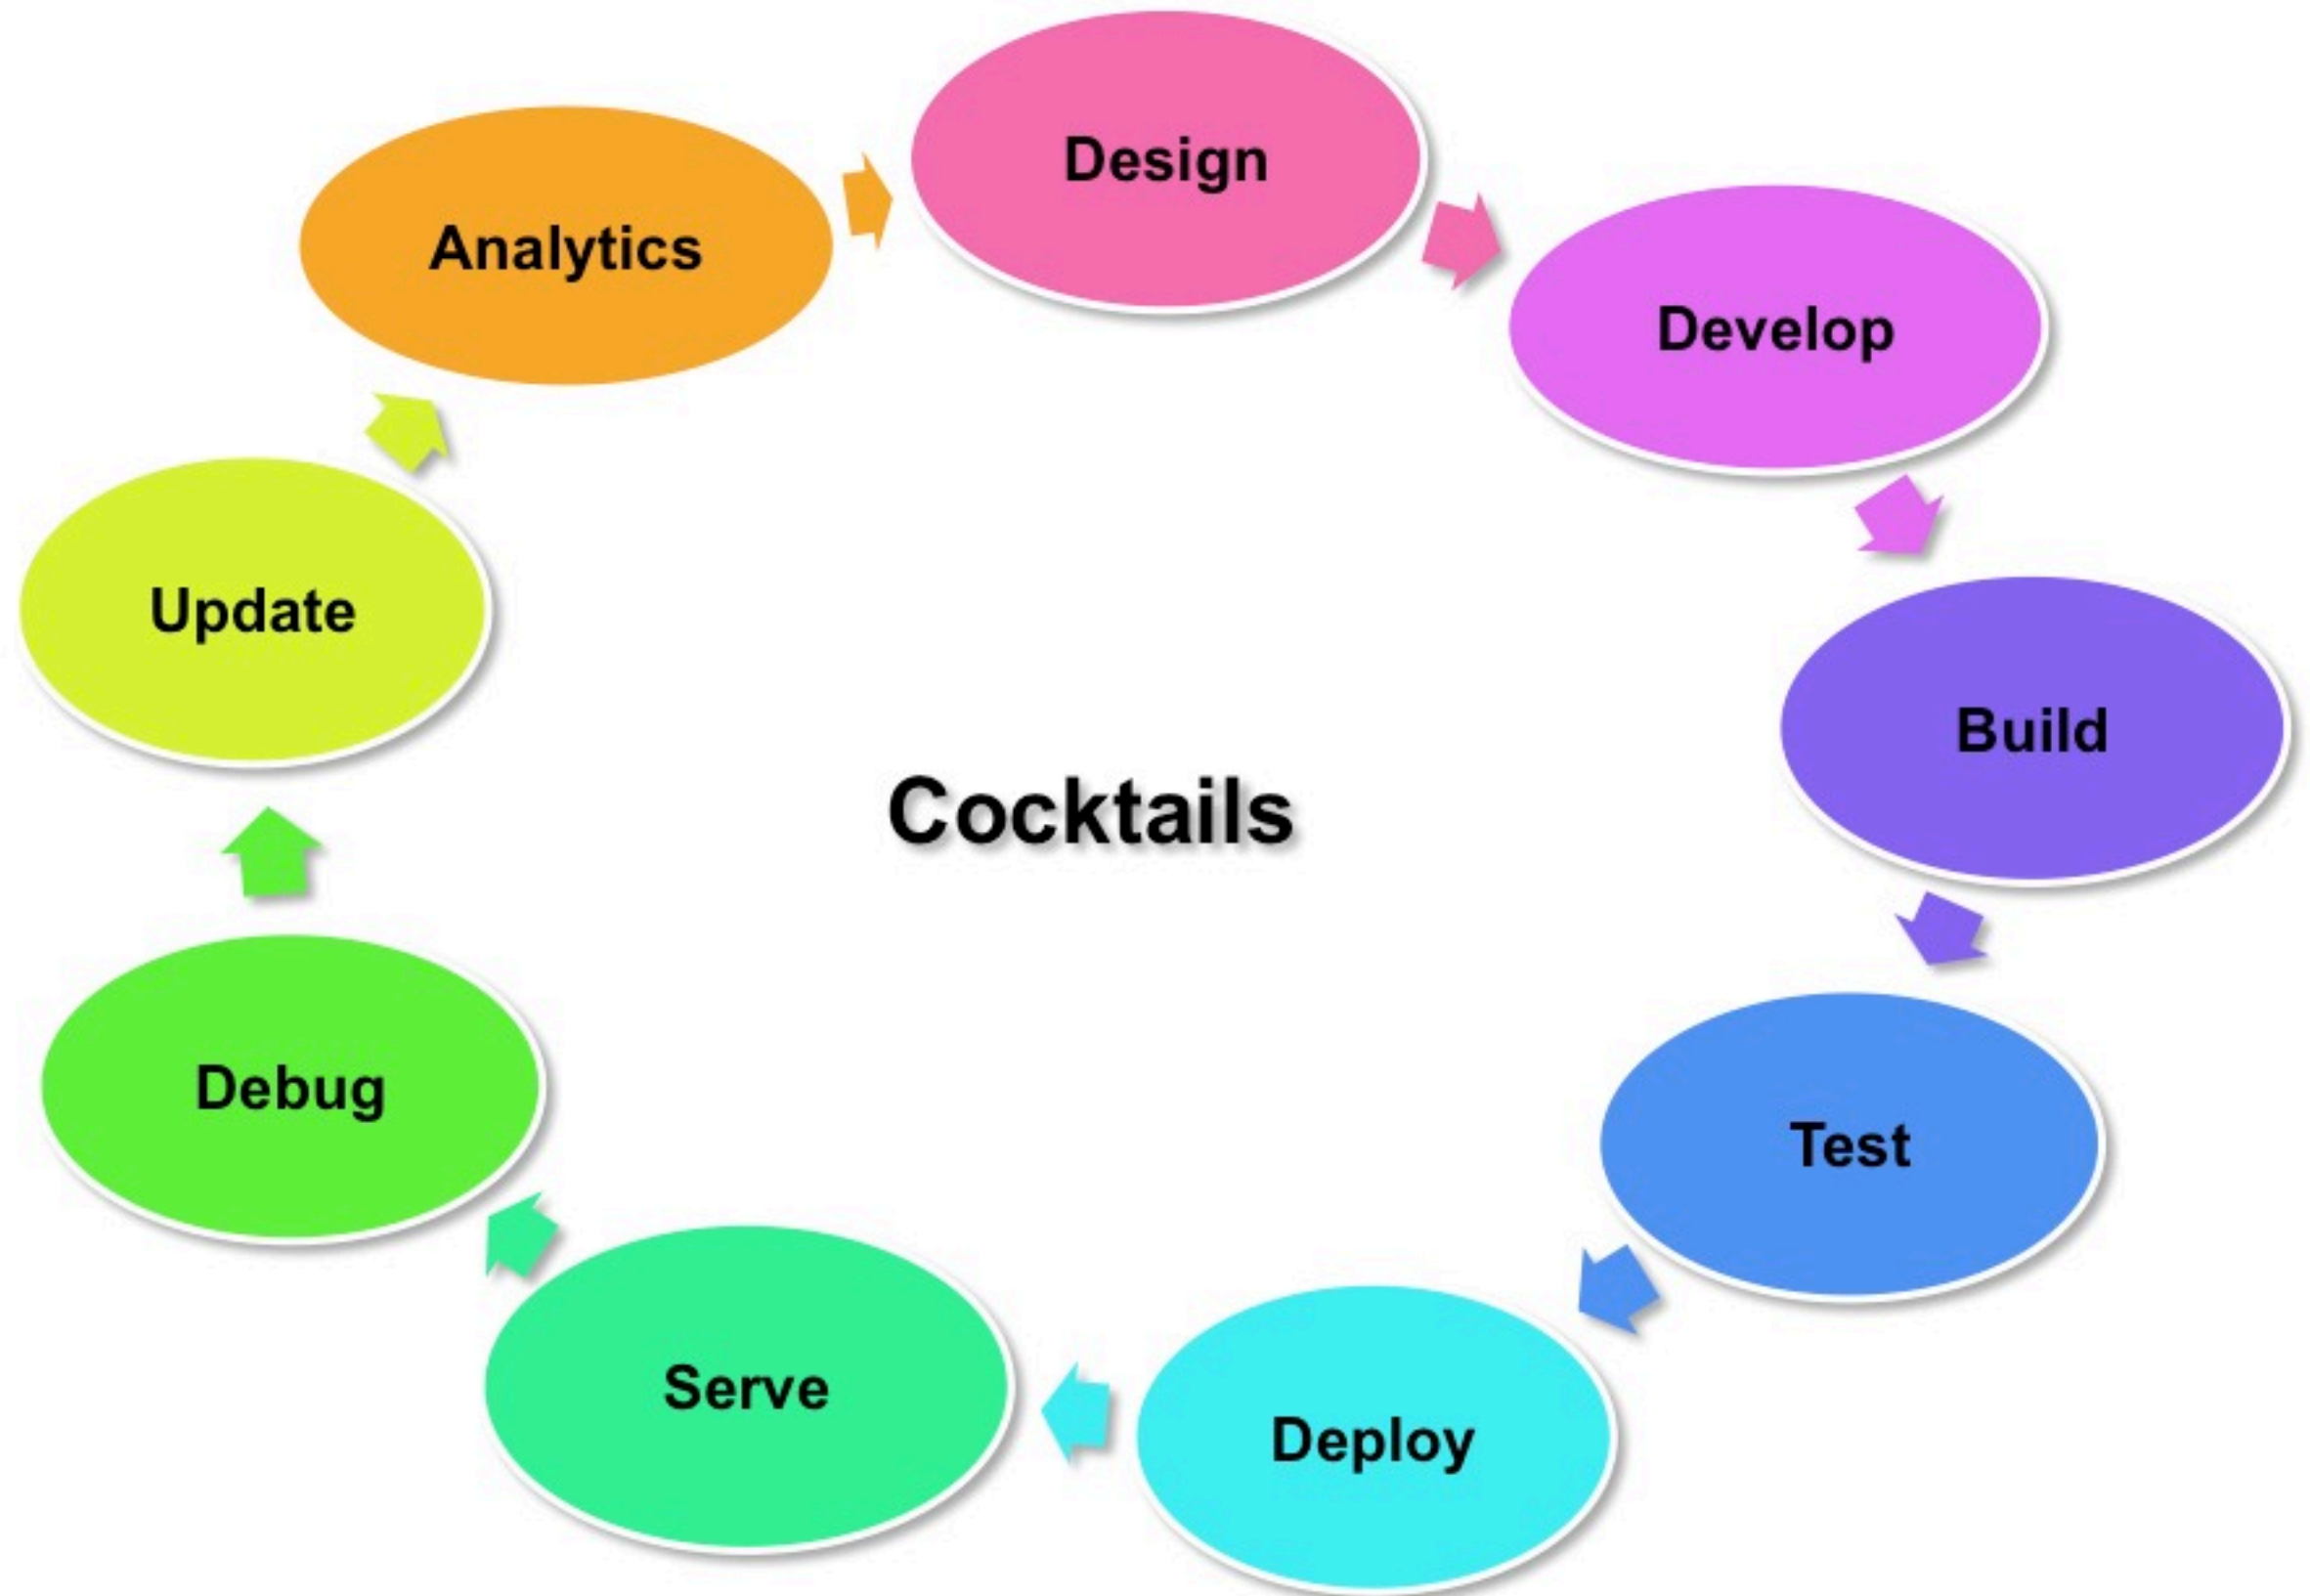 Design
Develop
Build
Test
Deploy
Serve
Debug
Update
Analytics
Cocktails